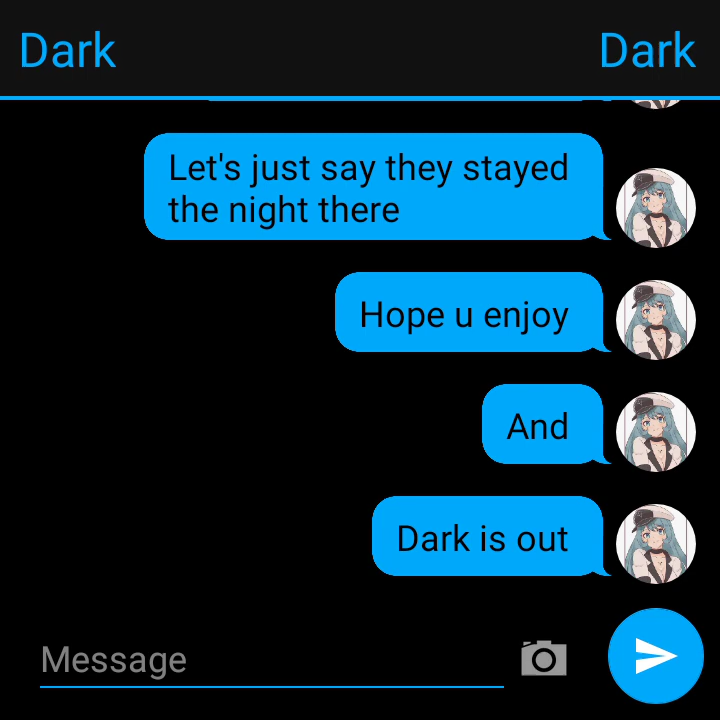 Dark
Dark
Let's just say they stayed
the night there
Hope u enjoy
And
Dark is out
Message